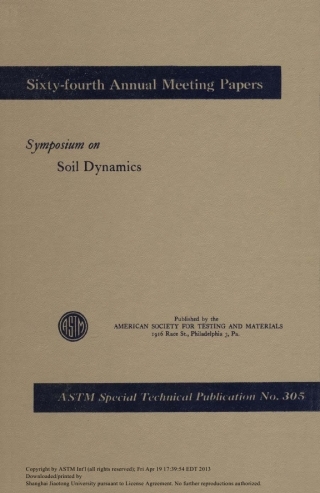 Sixty-fourth Annual Meeting Papers
Symposium on
Soil Dynamics
ASTM
Published by the
AMERICAN SOCIETY FOR TESTING AND MATERIALS
1916 Race St., Philadelphia 3, Pa.
ASTM Special Technical Publication No. 305
Copyright by ASTM Int'l (all rights reserved); Fri Apr 19 17:39:54 EDT 2013
Downloaded/printed by
Shanghai Jiaotong University pursuant to License Agreement. No further reproductions authorized.